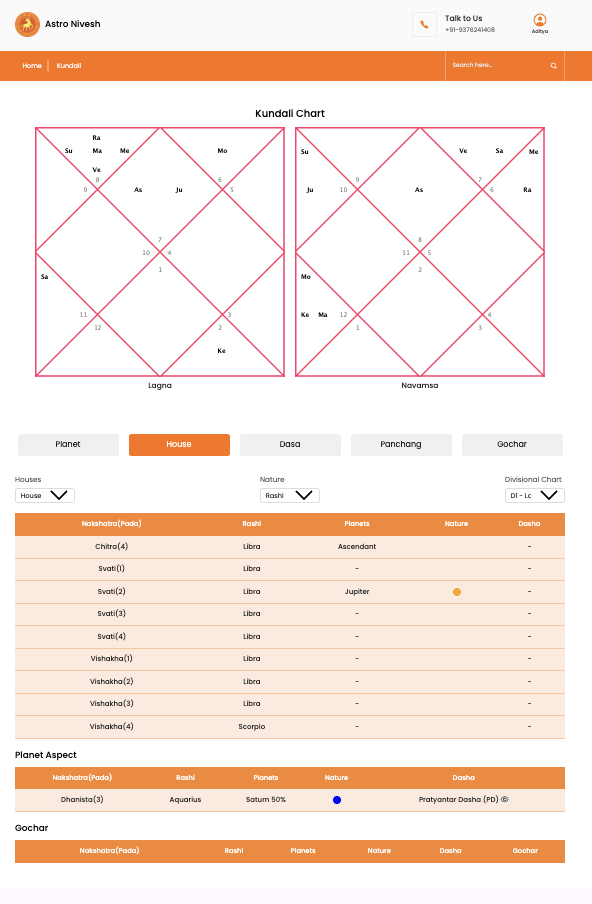 Astro Nivesh
Talk to Us
+91-9376241408
Aditya
Home | Kundali
Search here...
Kundali Chart
Ra
Su Ma Me
Ve
8
9
Mo
6
5
As Ju
7
10 4
1
Sa
11
12
3
2
Ke
Lagna
Su
9
10
Ju
Ve Sa Me
7
6
Ra
As
8
11 5
2
Mo
Ke Ma 12
1
4
3
Navamsa
Planet House Dasa Panchang Gochar
Houses Nature Divisional Chart
House Rashi D1 - Lc
Nakshatra(Pada) Rashi Planets Nature Dasha
Chitra(4) Libra Ascendant -
Svati(1) Libra - -
Svati(2) Libra Jupiter -
Svati(3) Libra - -
Svati(4) Libra - -
Vishakha(1) Libra - -
Vishakha(2) Libra - -
Vishakha(3) Libra - -
Vishakha(4) Scorpio - -
Planet Aspect
Nakshatra(Pada) Rashi Planets Nature Dasha
Dhanista(3) Aquarius Saturn 50% Pratyantar Dasha (PD)
Gochar
Nakshatra(Pada) Rashi Planets Nature Dasha Gochar